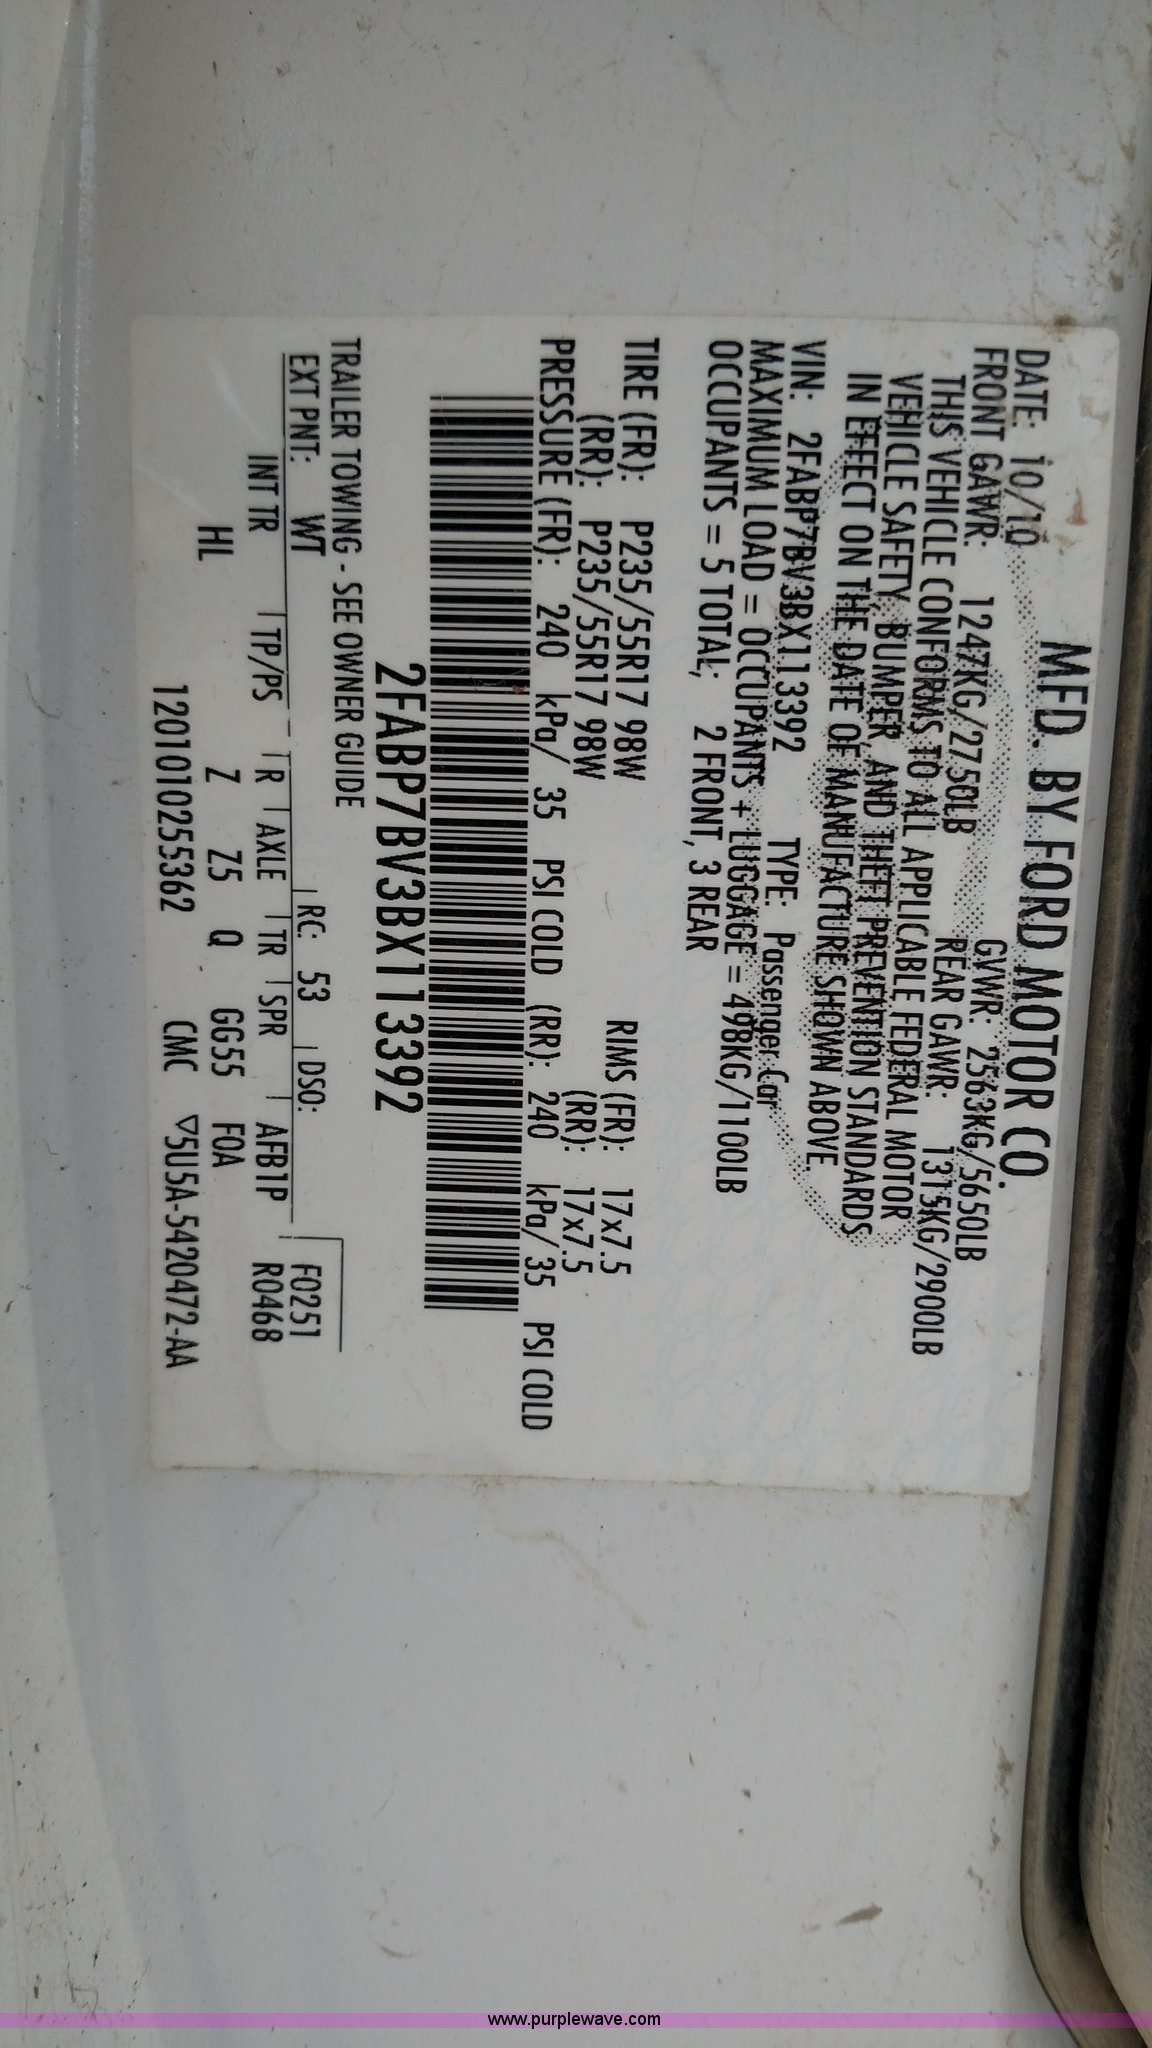 MFD. BY FORD MOTOR CO.
DATE: 10/10 GVWR: 2563KG/5650LB
FRONT GAWR: 1247KG/2750LB REAR GAWR: 1315KG/2900LB
THIS VEHICLE CONFORMS TO ALL APPLICABLE FEDERAL MOTOR
VEHICLE SAFETY, BUMPER, AND THEFT PREVENTION STANDARDS
IN EFFECT ON THE DATE OF MANUFACTURE SHOWN ABOVE.
VIN: 2FABP7BV3BX113392 TYPE: Passenger Car
MAXIMUM LOAD = OCCUPANTS + LUGGAGE = 498KG/1100LB
OCCUPANTS = 5 TOTAL; 2 FRONT, 3 REAR
TIRE (FR): P235/55R17 98W RIMS (FR): 17x7.5
(RR): P235/55R17 98W (RR): 17x7.5
PRESSURE (FR): 240 kPa/ 35 PSI COLD (RR): 240 kPa/ 35 PSI COLD
2FABP7BV3BX113392
TRAILER TOWING - SEE OWNER GUIDE
EXT PNT: WT RC: 53 DSO: F0251
INT TR TP/PS R AXLE TR SPR AFB1P R0468
HL Z Z5 Q GG55 F0A
1201010255362 CMC ▽5U5A-5420472-AA
www.purplewave.com